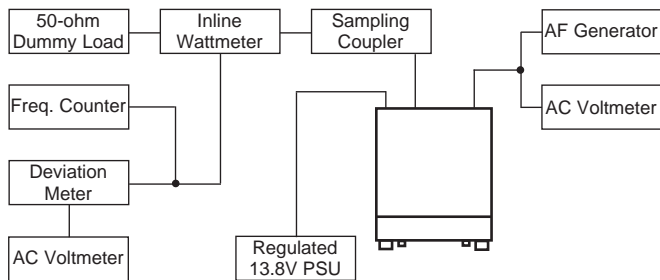 50-ohm
Dummy Load
Inline
Wattmeter
Sampling
Coupler
AF Generator
Freq. Counter
AC Voltmeter
Deviation
Meter
AC Voltmeter
Regulated
13.8V PSU